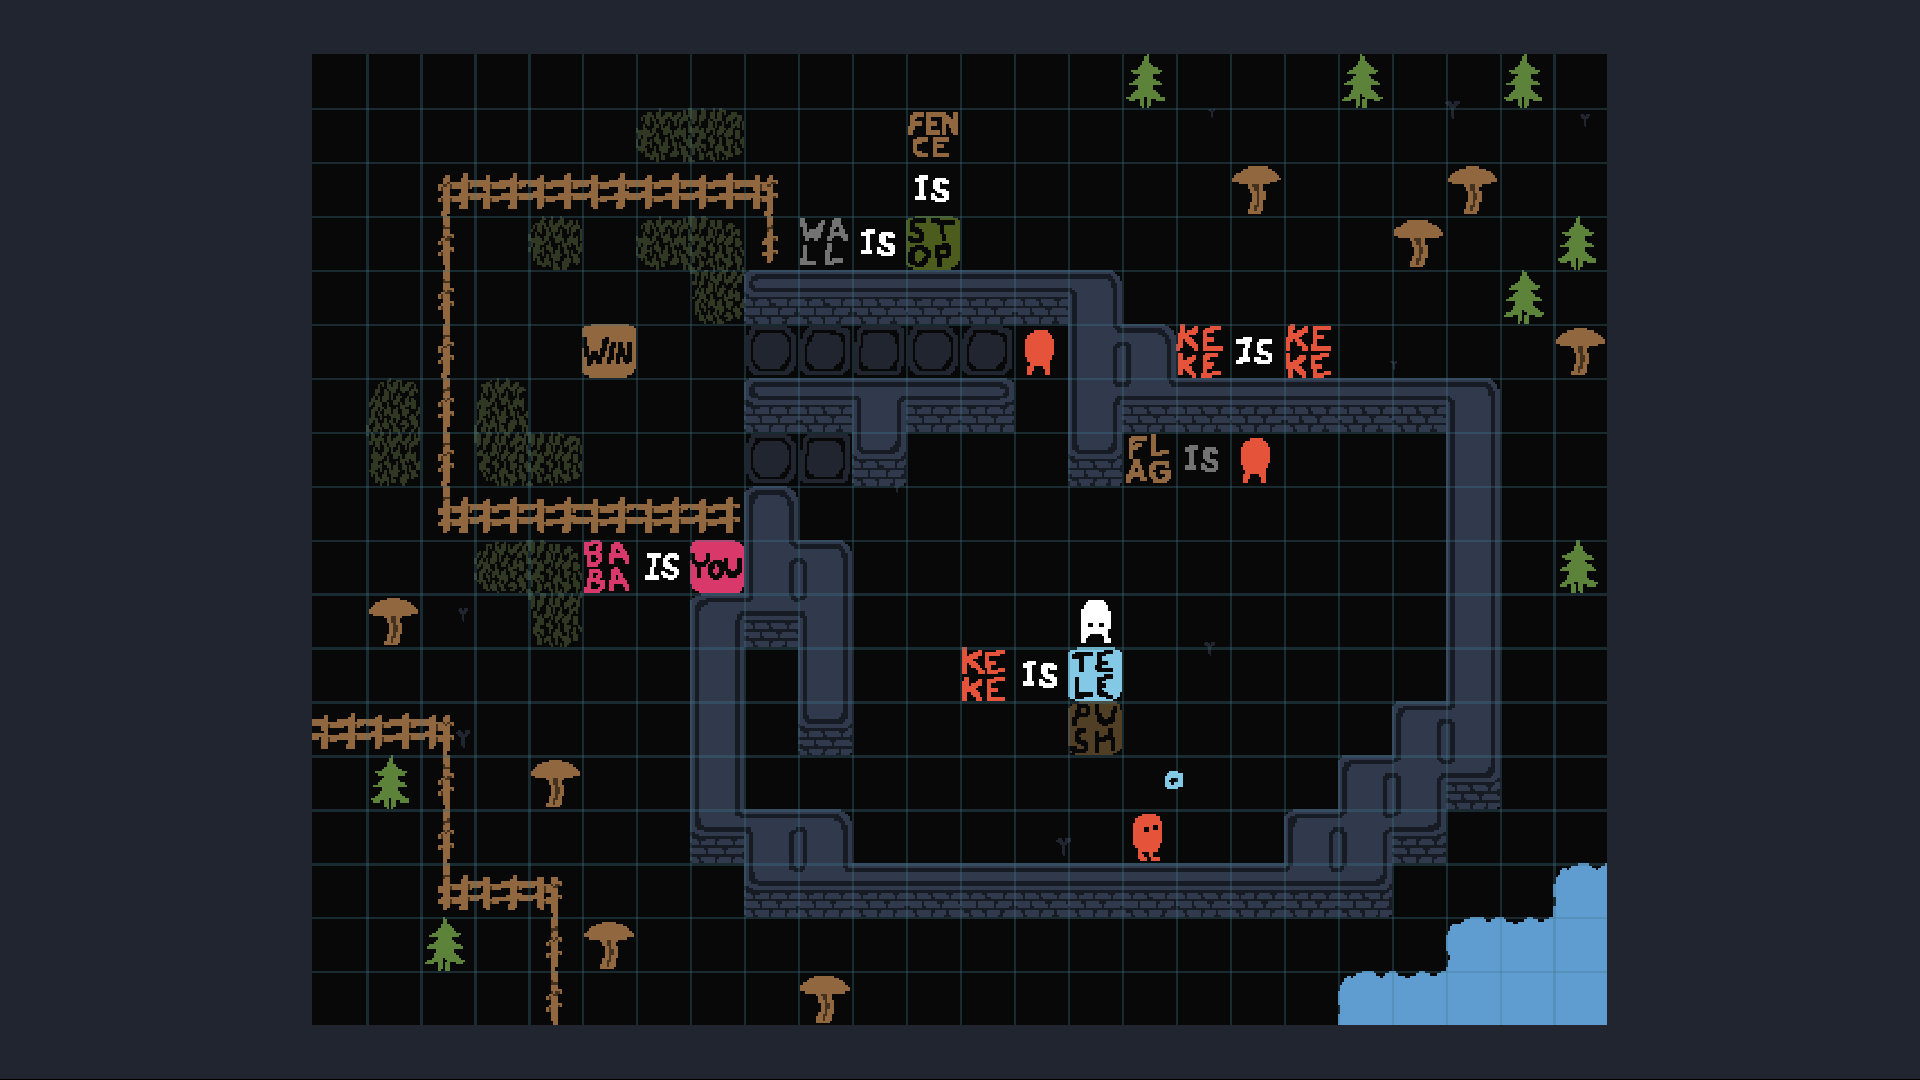 FENCE
IS
WALL IS STOP
WIN
KEKE IS KEKE
FLAG IS
BABA IS YOU
KEKE IS TELE
PUSH